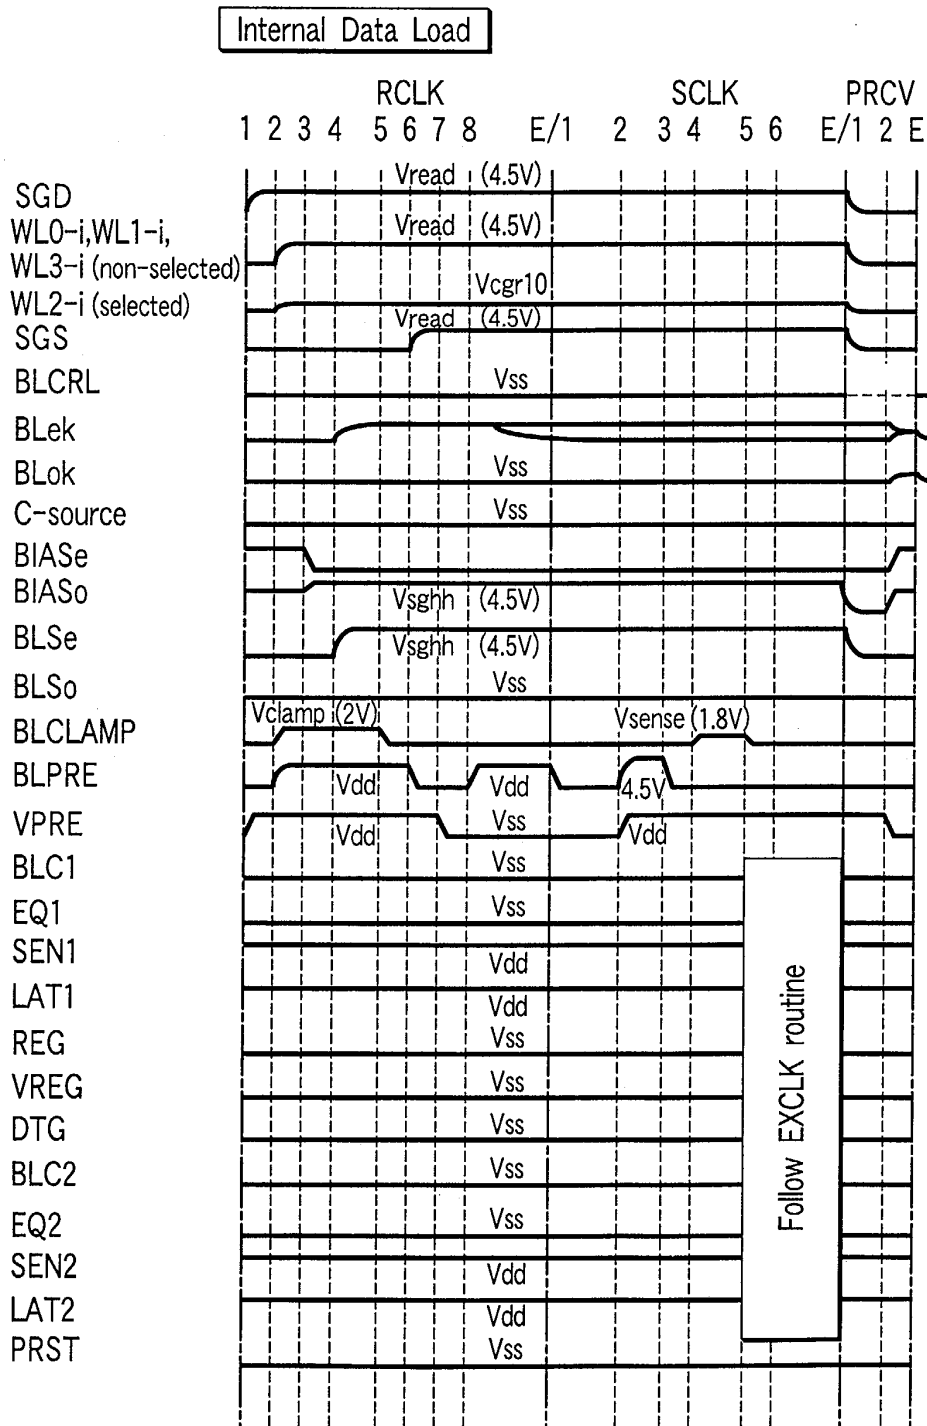 Internal Data Load
RCLK SCLK PRCV
1 2 3 4 5 6 7 8 E/1 2 3 4 5 6 E/1 2 E
SGD Vread (4.5V)
WL0-i,WL1-i,
WL3-i (non-selected) Vread (4.5V)
WL2-i (selected) Vcgr10
SGS Vread (4.5V)
BLCRL Vss
BLek
BLok Vss
C-source Vss
BIASe
BIASo Vsghh (4.5V)
BLSe Vsghh (4.5V)
BLSo Vss
BLCLAMP Vclamp (2V) Vsense (1.8V)
BLPRE Vdd Vdd 4.5V
VPRE Vdd Vss Vdd
BLC1 Vss
EQ1 Vss
SEN1 Vdd
LAT1 Vdd
REG Vss
VREG Vss
DTG Vss
BLC2 Vss
EQ2 Vss
SEN2 Vdd
LAT2 Vdd
PRST Vss
Follow EXCLK routine